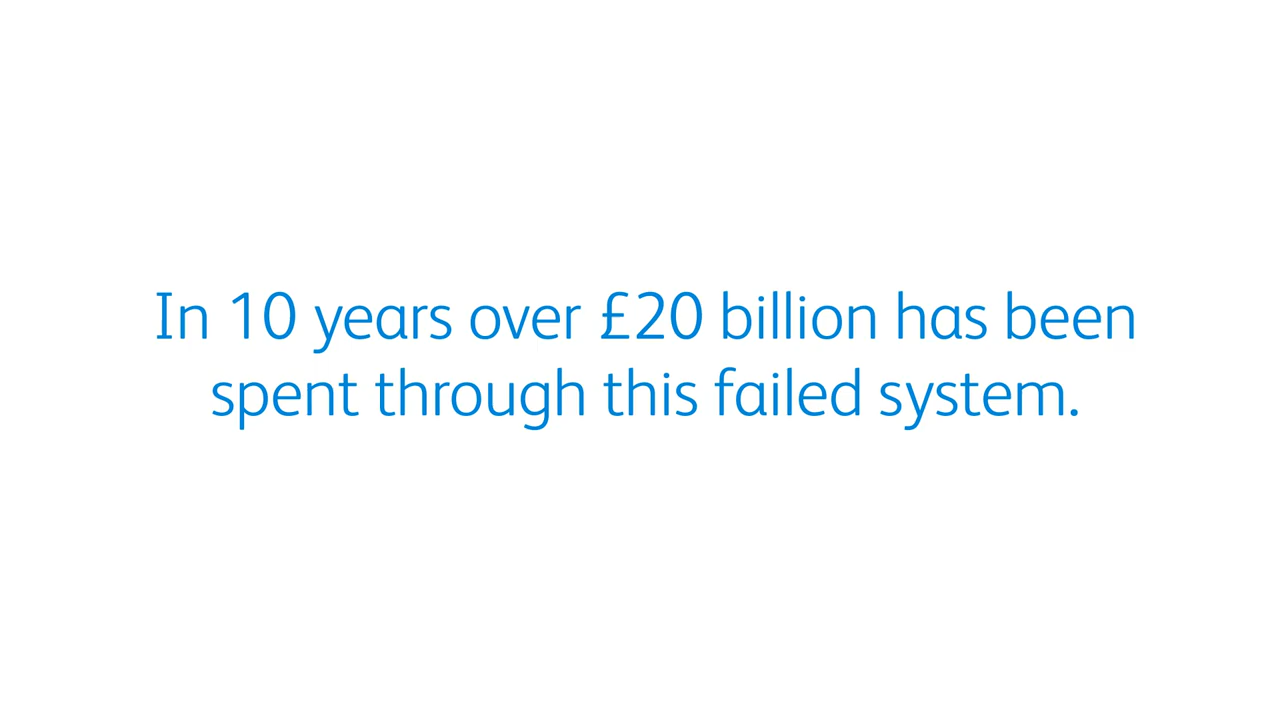 In 10 years over £20 billion has been
spent through this failed system.